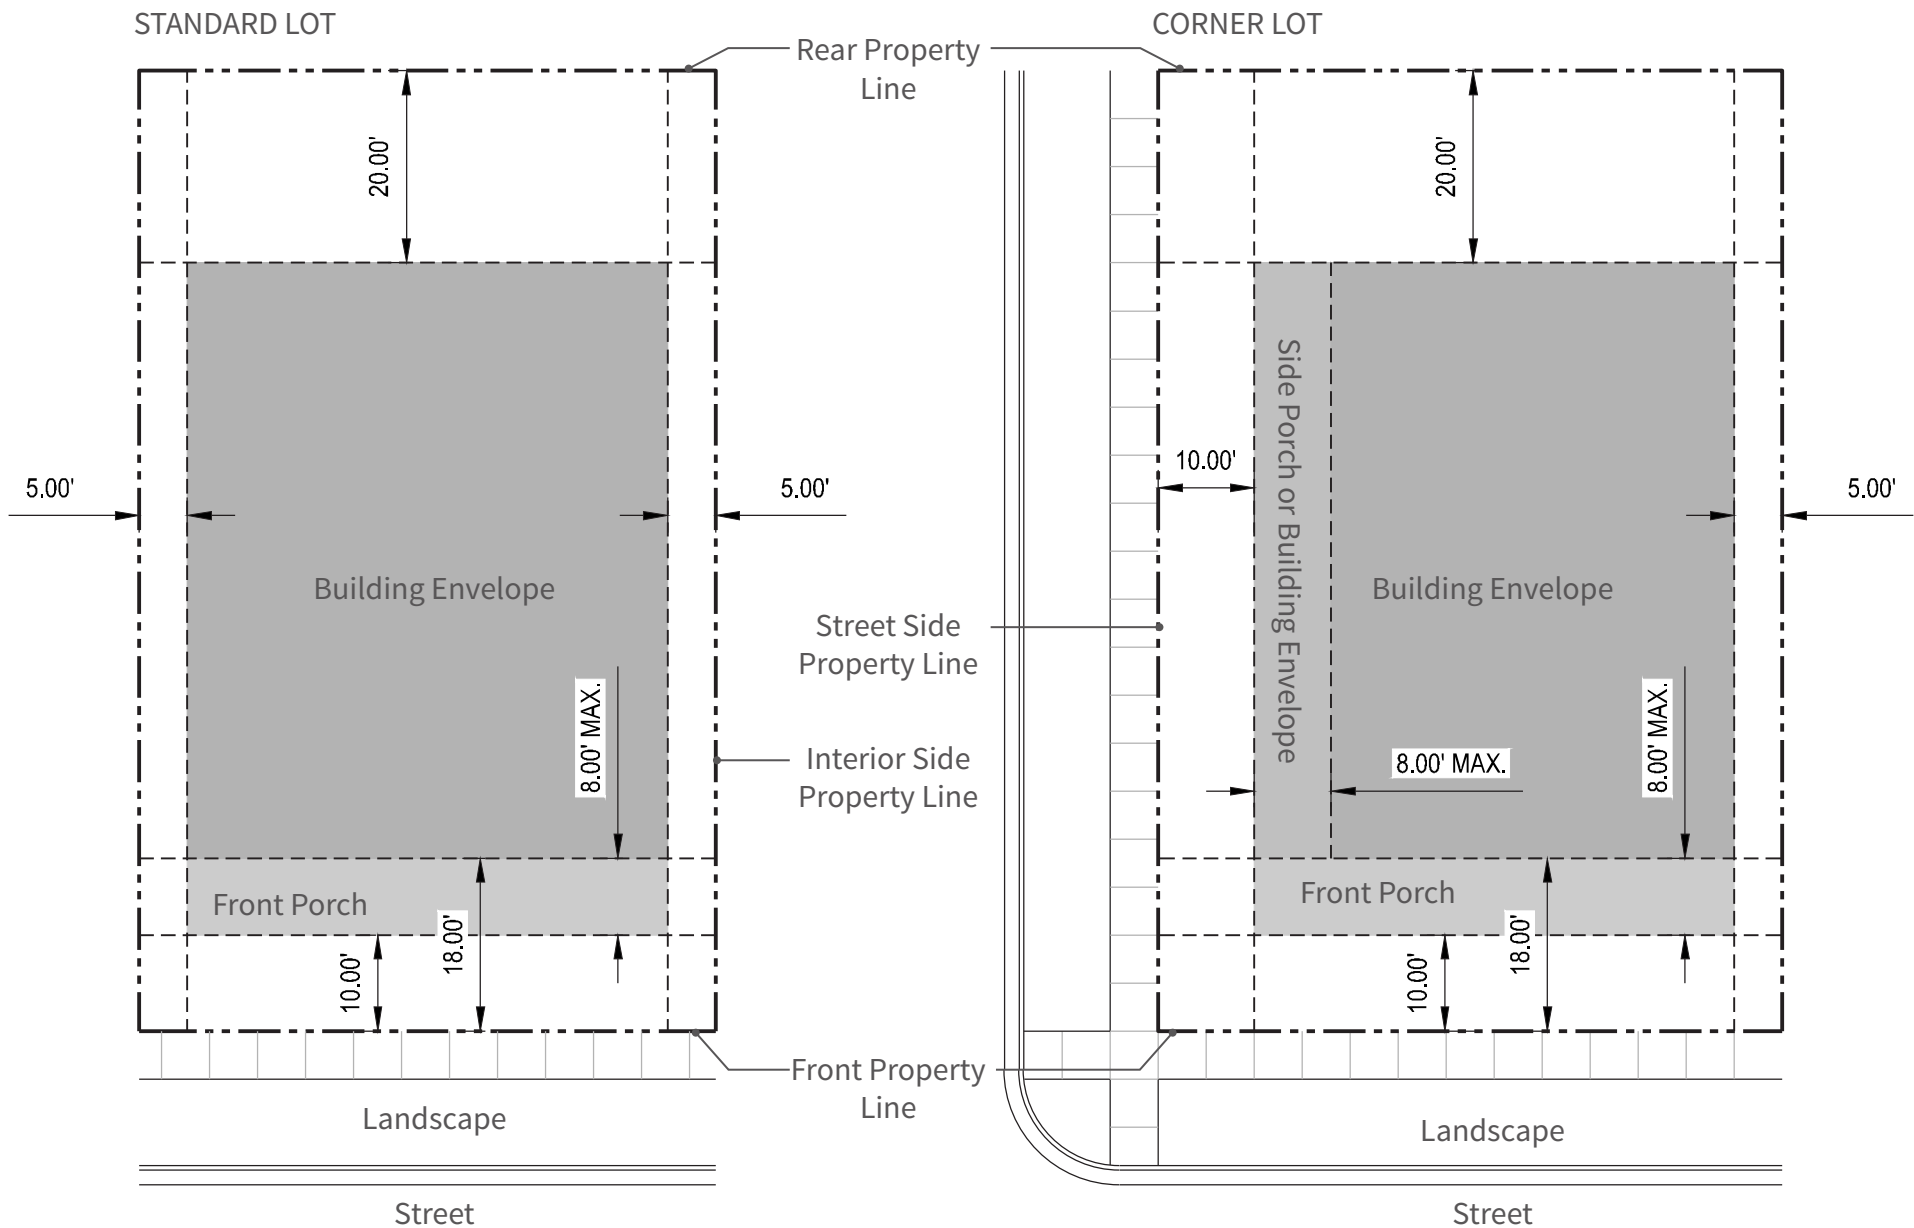 STANDARD LOT
CORNER LOT
Rear Property
Line
20.00'
20.00'
5.00'
5.00'
10.00'
5.00'
Building Envelope
Side Porch or Building Envelope
Building Envelope
Street Side
Property Line
8.00' MAX.
Interior Side
Property Line
8.00' MAX.
8.00' MAX.
Front Porch
Front Porch
10.00'
18.00'
10.00'
18.00'
Front Property
Line
Landscape
Landscape
Street
Street